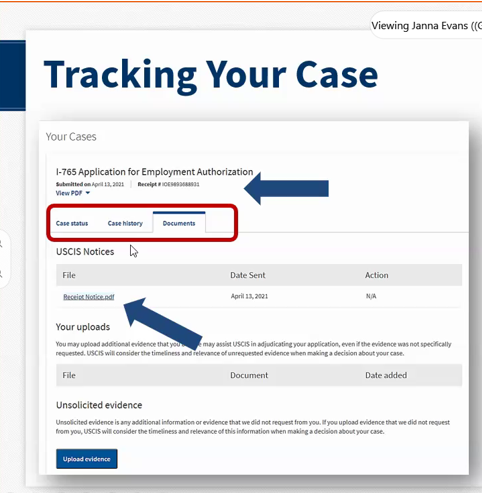 Viewing Janna Evans ((
Tracking Your Case
Your Cases
I-765 Application for Employment Authorization
Submitted on April 13, 2021 | Receipt # IOE9893688831
View PDF
Case status Case history Documents
USCIS Notices
File Date Sent Action
Receipt Notice.pdf April 13, 2021 N/A
Your uploads
You may upload additional evidence that you may assist USCIS in adjudicating your application, even if the evidence was not specifically
requested. USCIS will consider the timeliness and relevance of unrequested evidence when making a decision about your case.
File Document Date added
Unsolicited evidence
Unsolicited evidence is any additional information or evidence that we did not request from you. If you upload evidence that we did not request
from you, USCIS will consider the timeliness and relevance of this information when making a decision about your case.
Upload evidence